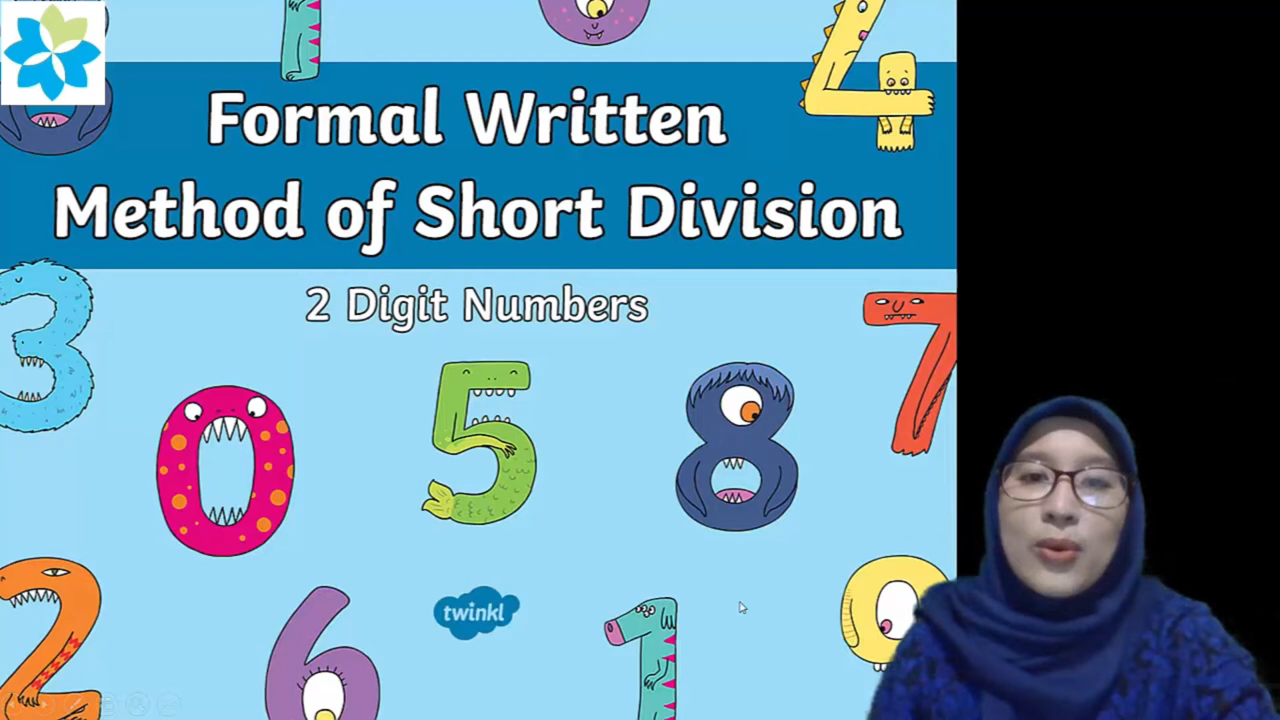 Formal Written
Method of Short Division
2 Digit Numbers
twinkl